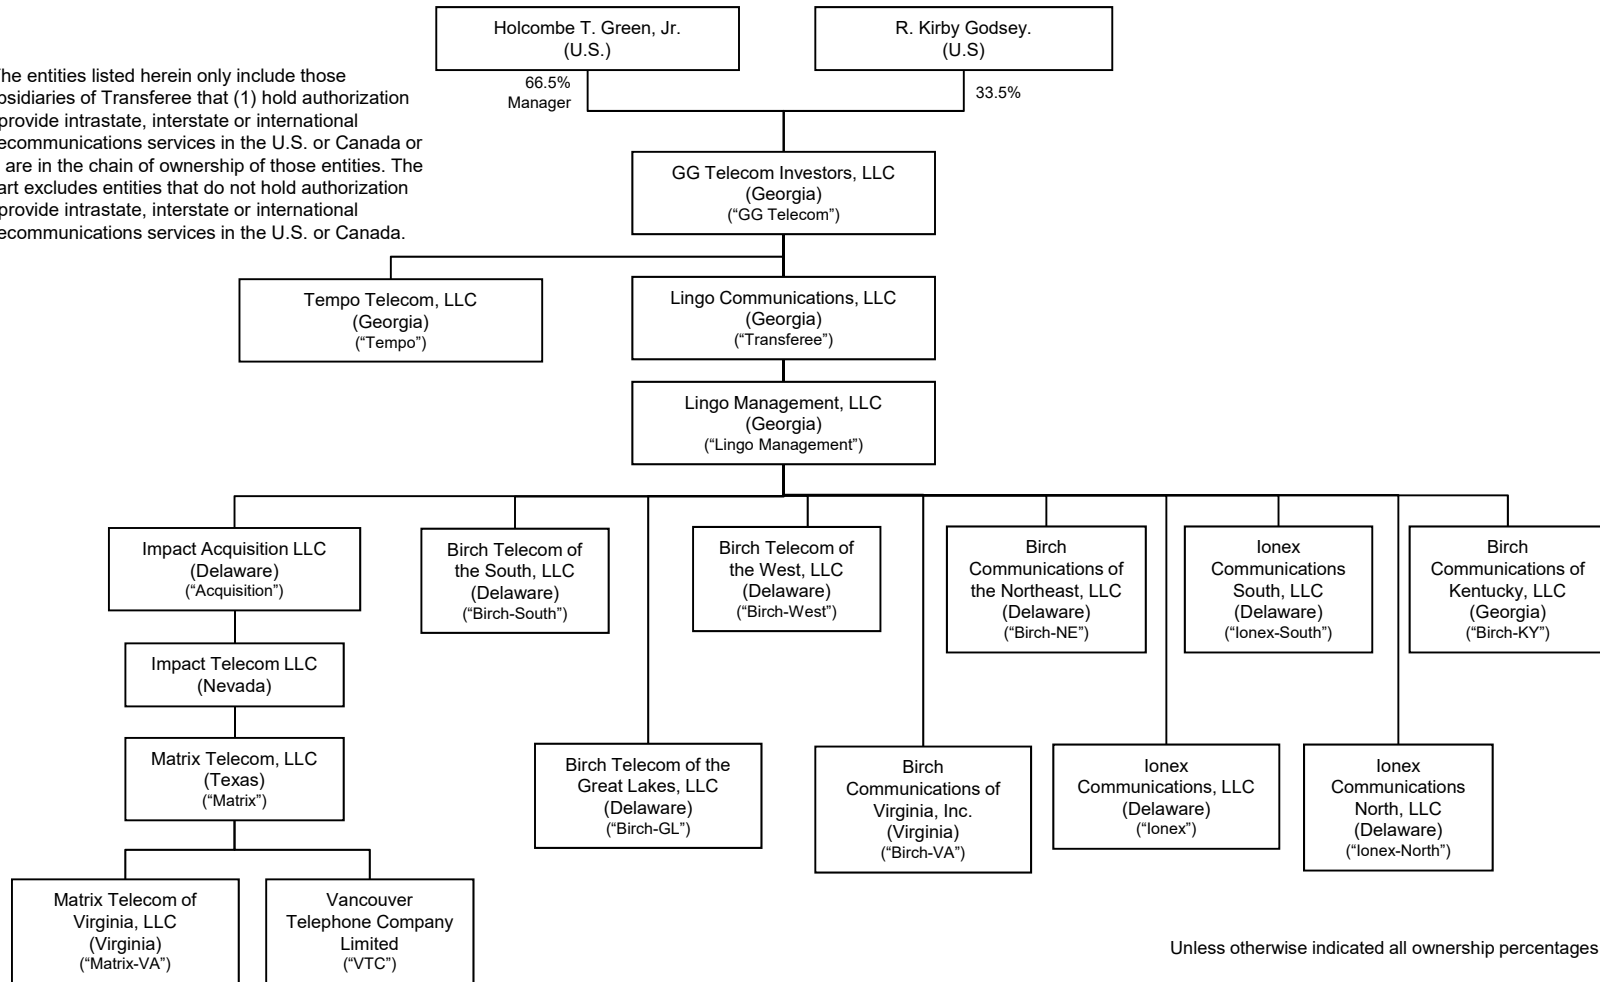 Holcombe T. Green, Jr.
(U.S.)
R. Kirby Godsey.
(U.S)
66.5%
Manager
33.5%
he entities listed herein only include those
bsidiaries of Transferee that (1) hold authorization
provide intrastate, interstate or international
ecommunications services in the U.S. or Canada or
are in the chain of ownership of those entities. The
art excludes entities that do not hold authorization
provide intrastate, interstate or international
ecommunications services in the U.S. or Canada.
GG Telecom Investors, LLC
(Georgia)
(“GG Telecom”)
Tempo Telecom, LLC
(Georgia)
(“Tempo”)
Lingo Communications, LLC
(Georgia)
(“Transferee”)
Lingo Management, LLC
(Georgia)
(“Lingo Management”)
Impact Acquisition LLC
(Delaware)
(“Acquisition”)
Birch Telecom of
the South, LLC
(Delaware)
(“Birch-South”)
Birch Telecom of
the West, LLC
(Delaware)
(“Birch-West”)
Birch
Communications of
the Northeast, LLC
(Delaware)
(“Birch-NE”)
Ionex
Communications
South, LLC
(Delaware)
(“Ionex-South”)
Birch
Communications of
Kentucky, LLC
(Georgia)
(“Birch-KY”)
Impact Telecom LLC
(Nevada)
Matrix Telecom, LLC
(Texas)
(“Matrix”)
Birch Telecom of the
Great Lakes, LLC
(Delaware)
(“Birch-GL”)
Birch
Communications of
Virginia, Inc.
(Virginia)
(“Birch-VA”)
Ionex
Communications, LLC
(Delaware)
(“Ionex”)
Ionex
Communications
North, LLC
(Delaware)
(“Ionex-North”)
Matrix Telecom of
Virginia, LLC
(Virginia)
(“Matrix-VA”)
Vancouver
Telephone Company
Limited
(“VTC”)
Unless otherwise indicated all ownership percentages